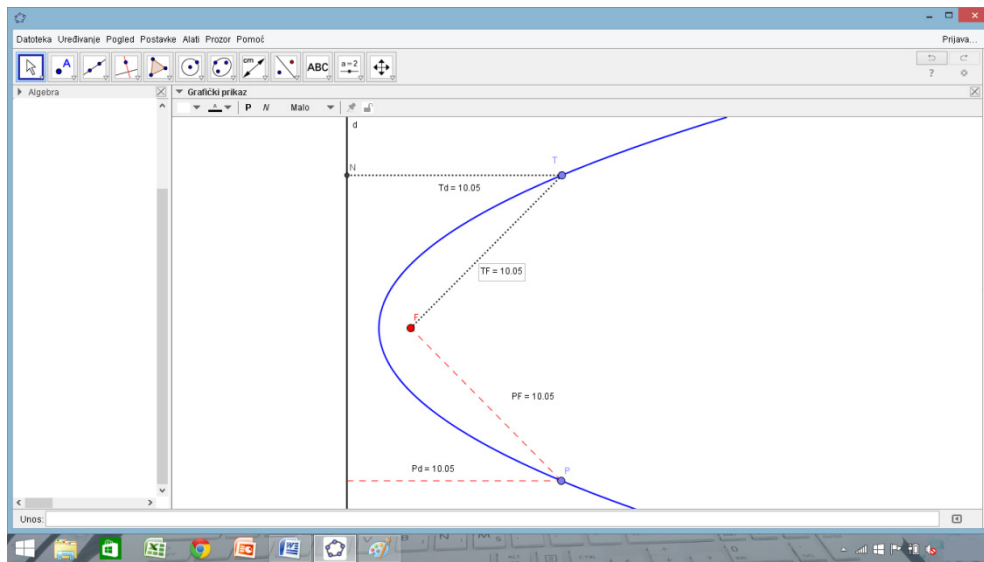 Datoteka Uređivanje Pogled Postavke Alati Prozor Pomoć Prijava...
cm ABC a=2
Algebra Grafički prikaz
A P N Malo
d
N
T
Td = 10.05
TF = 10.05
F
PF = 10.05
Pd = 10.05
P
Unos: